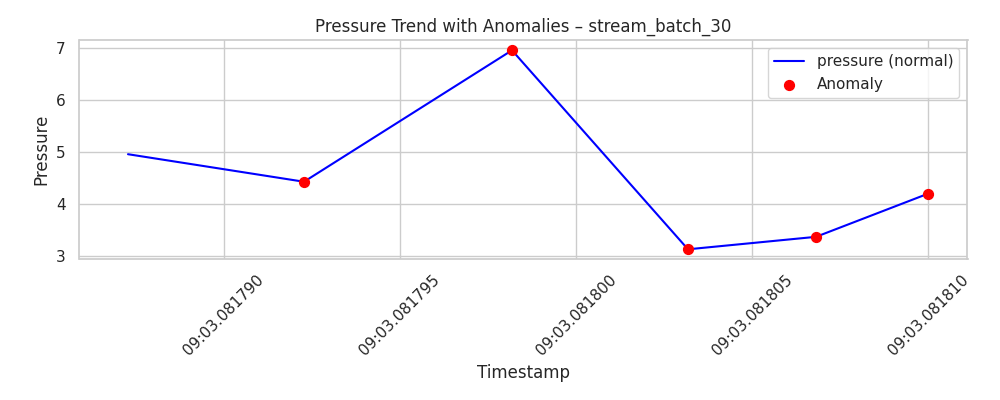 Pressure Trend with Anomalies – stream_batch_30
7
6
5
4
3
Pressure
pressure (normal)
Anomaly
09:03.081790
09:03.081795
09:03.081800
09:03.081805
09:03.081810
Timestamp